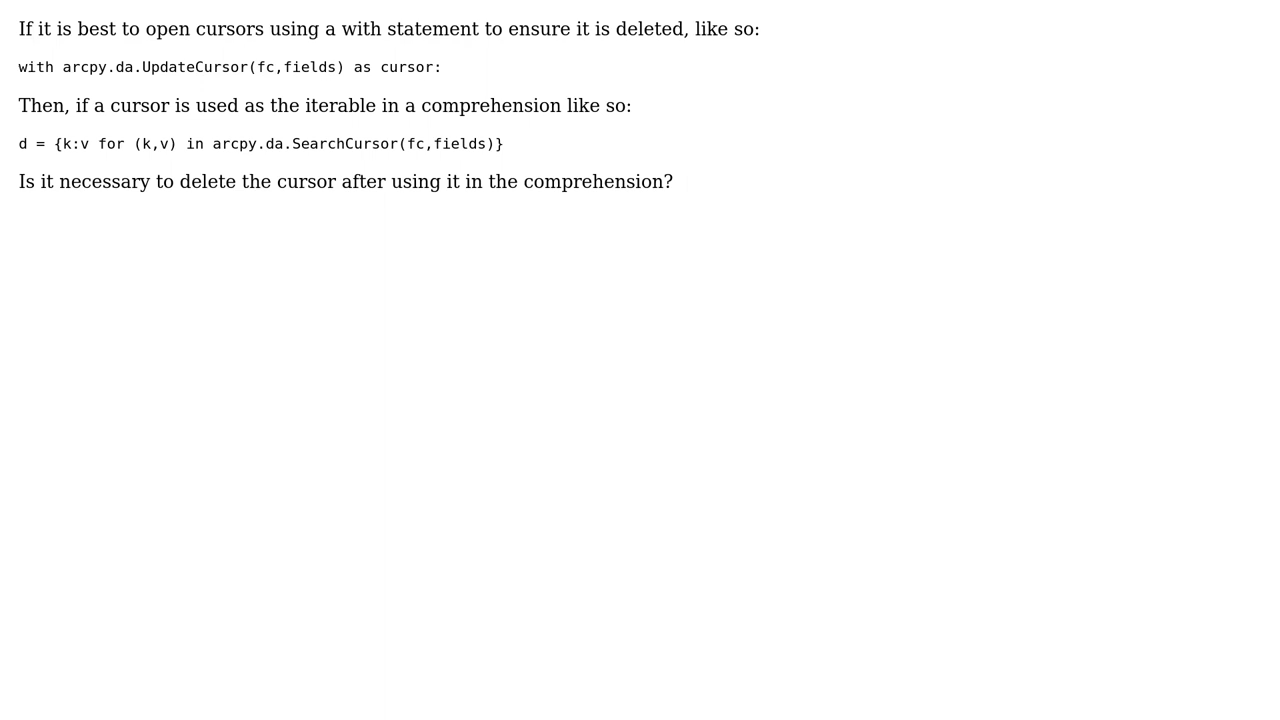 If it is best to open cursors using a with statement to ensure it is deleted, like so:
with arcpy.da.UpdateCursor(fc,fields) as cursor:
Then, if a cursor is used as the iterable in a comprehension like so:
d = {k:v for (k,v) in arcpy.da.SearchCursor(fc,fields)}
Is it necessary to delete the cursor after using it in the comprehension?